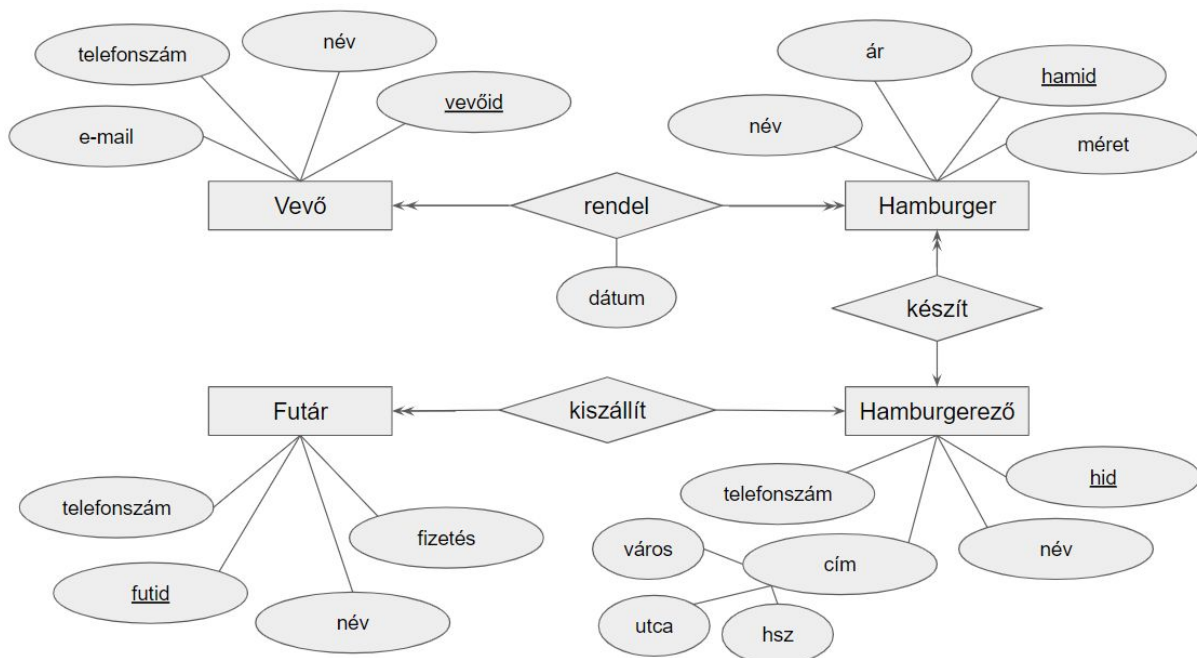 név
telefonszám
ár
hamid
vevőid
név
e-mail
méret
Vevő
rendel
Hamburger
dátum
készít
Futár
kiszállít
Hamburgerező
hid
telefonszám
telefonszám
fizetés
város
név
cím
futid
név
utca
hsz